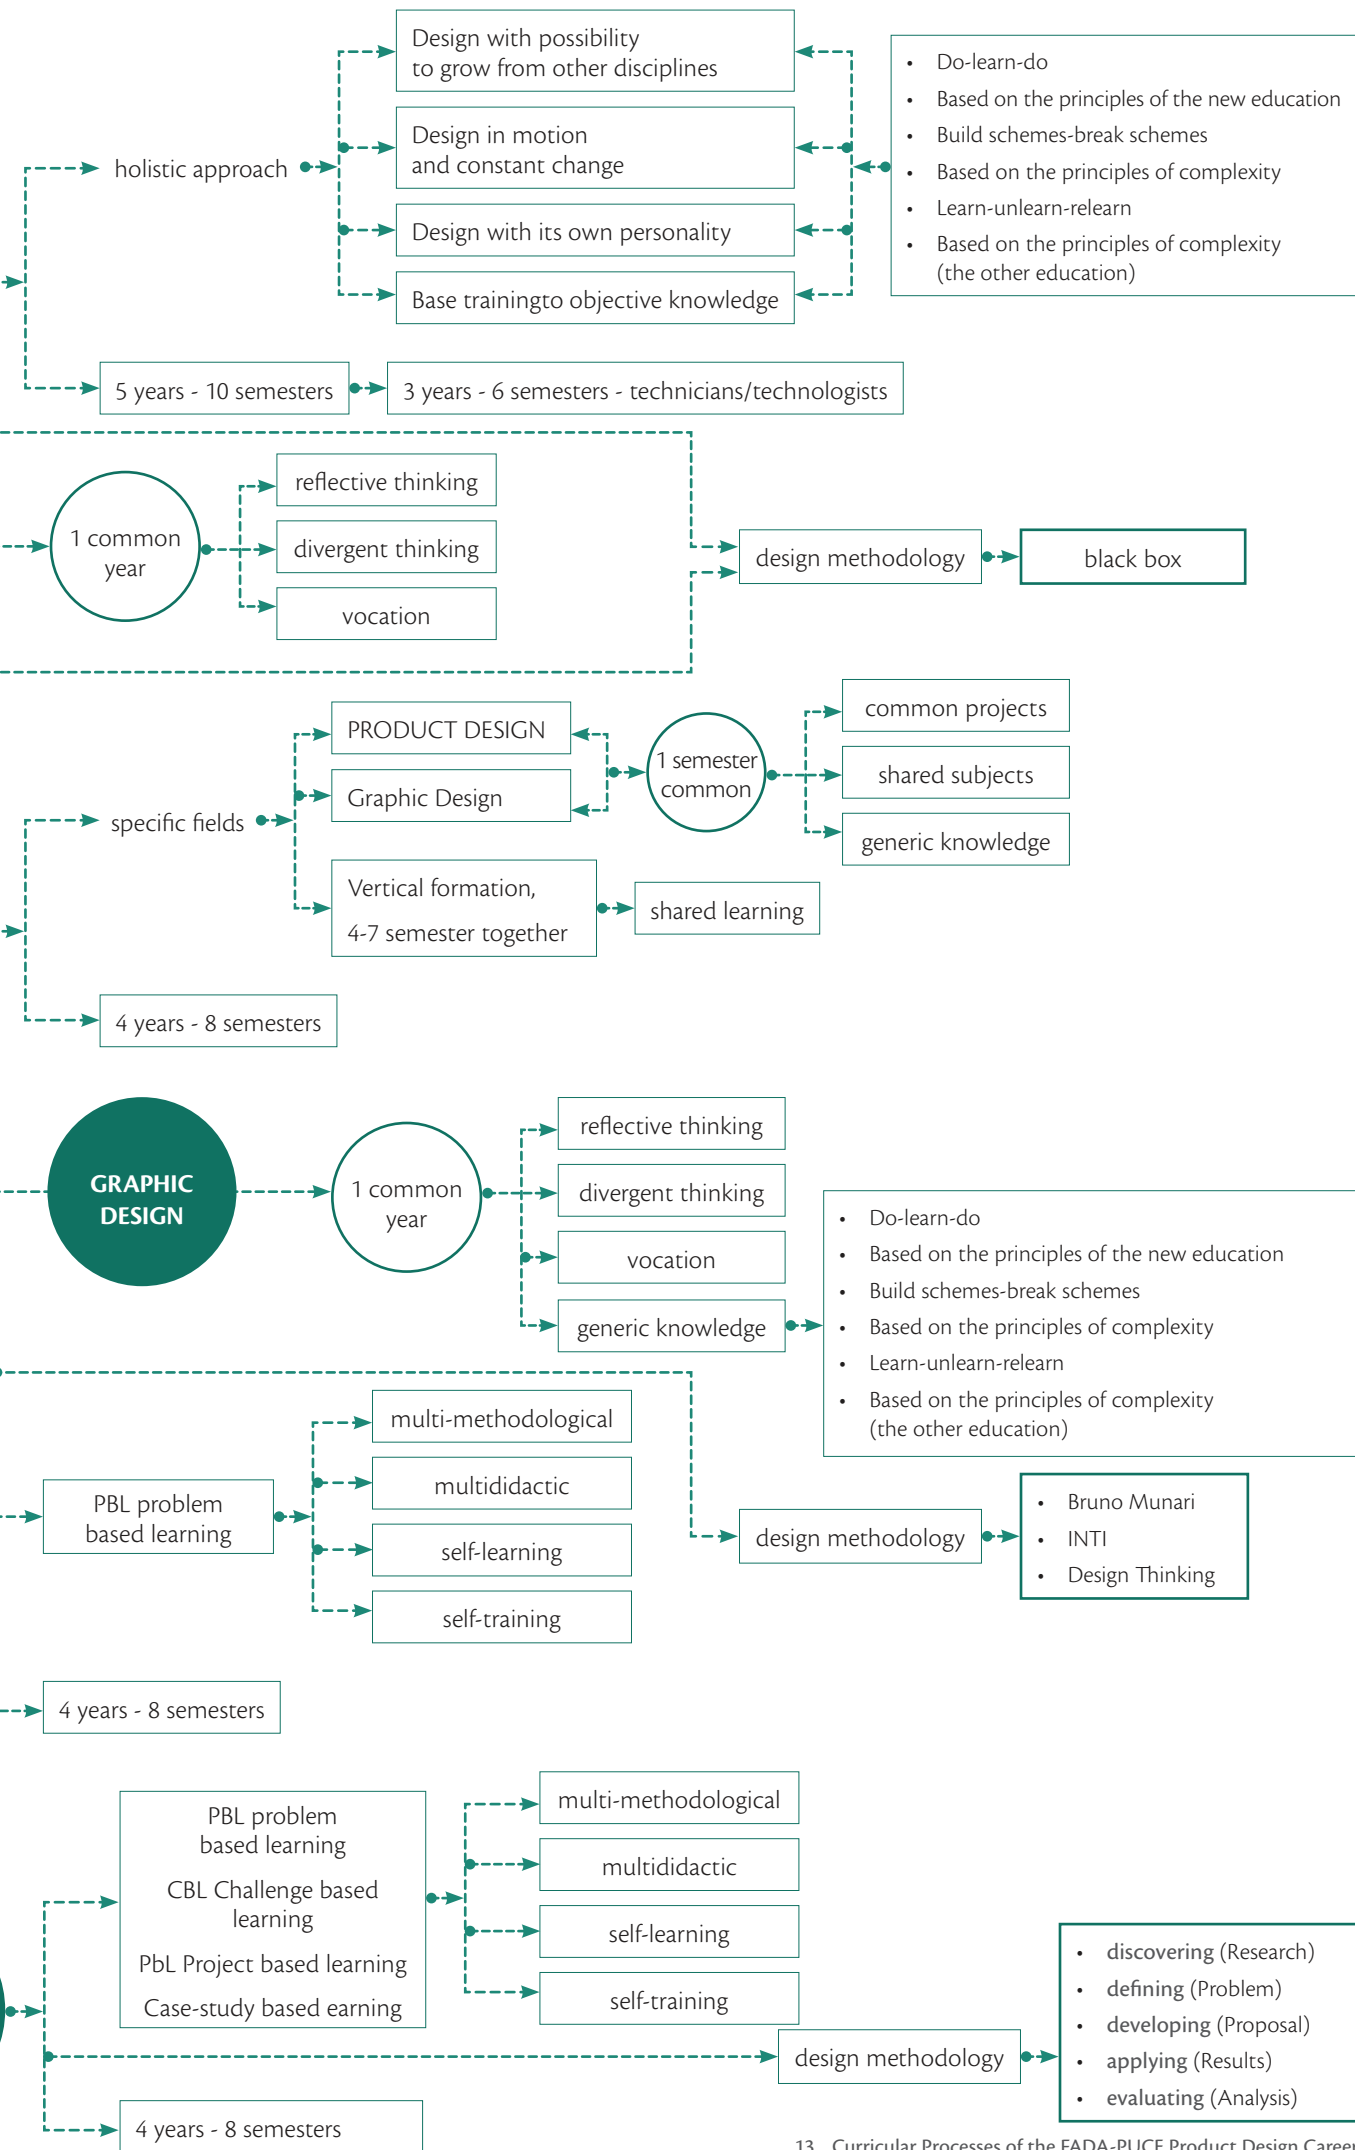 Design with possibility
to grow from other disciplines
Design in motion
and constant change
Design with its own personality
Base trainingto objective knowledge
holistic approach
• Do-learn-do
• Based on the principles of the new education
• Build schemes-break schemes
• Based on the principles of complexity
• Learn-unlearn-relearn
• Based on the principles of complexity
(the other education)
5 years - 10 semesters
3 years - 6 semesters - technicians/technologists
1 common
year
reflective thinking
divergent thinking
vocation
design methodology
black box
specific fields
PRODUCT DESIGN
Graphic Design
Vertical formation,
4-7 semester together
1 semester
common
common projects
shared subjects
generic knowledge
shared learning
4 years - 8 semesters
GRAPHIC
DESIGN
1 common
year
reflective thinking
divergent thinking
vocation
generic knowledge
• Do-learn-do
• Based on the principles of the new education
• Build schemes-break schemes
• Based on the principles of complexity
• Learn-unlearn-relearn
• Based on the principles of complexity
(the other education)
PBL problem
based learning
multi-methodological
multididactic
self-learning
self-training
design methodology
• Bruno Munari
• INTI
• Design Thinking
4 years - 8 semesters
PBL problem
based learning
CBL Challenge based
learning
PbL Project based learning
Case-study based earning
multi-methodological
multididactic
self-learning
self-training
design methodology
• discovering (Research)
• defining (Problem)
• developing (Proposal)
• applying (Results)
• evaluating (Analysis)
4 years - 8 semesters
13 Curricular Processes of the FADA-PUCE Product Design Career